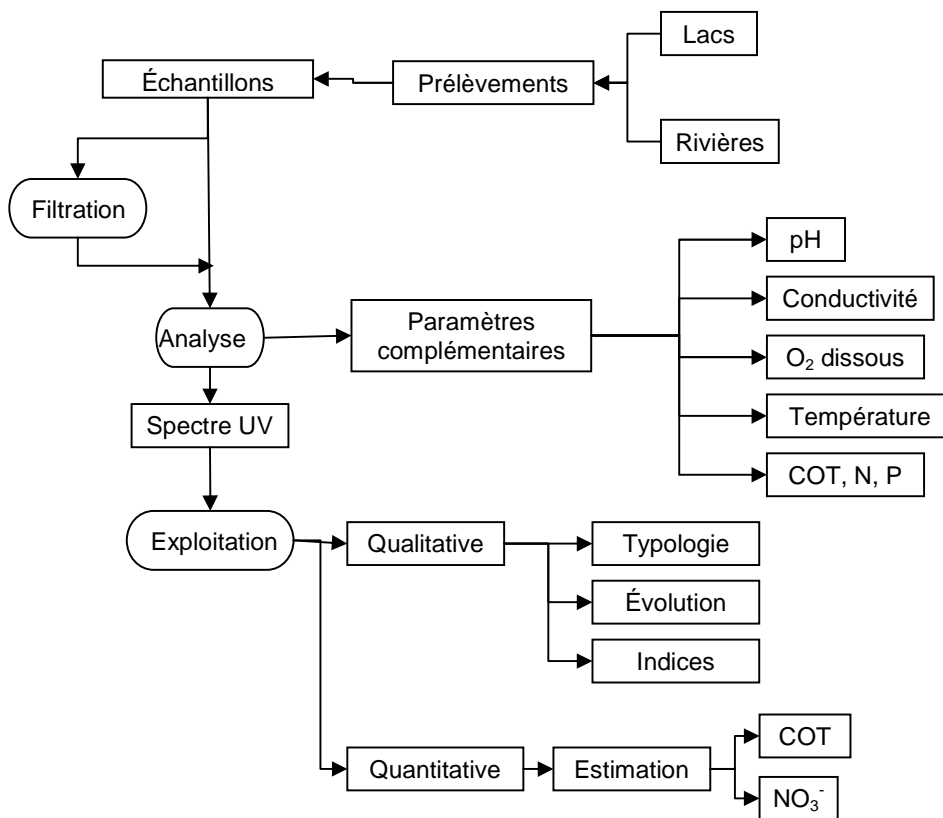 Lacs
Échantillons
Prélèvements
Rivières
Filtration
pH
Conductivité
Analyse
Paramètres
complémentaires
O₂ dissous
Spectre UV
Température
COT, N, P
Exploitation
Qualitative
Typologie
Évolution
Indices
Quantitative
Estimation
COT
NO₃⁻